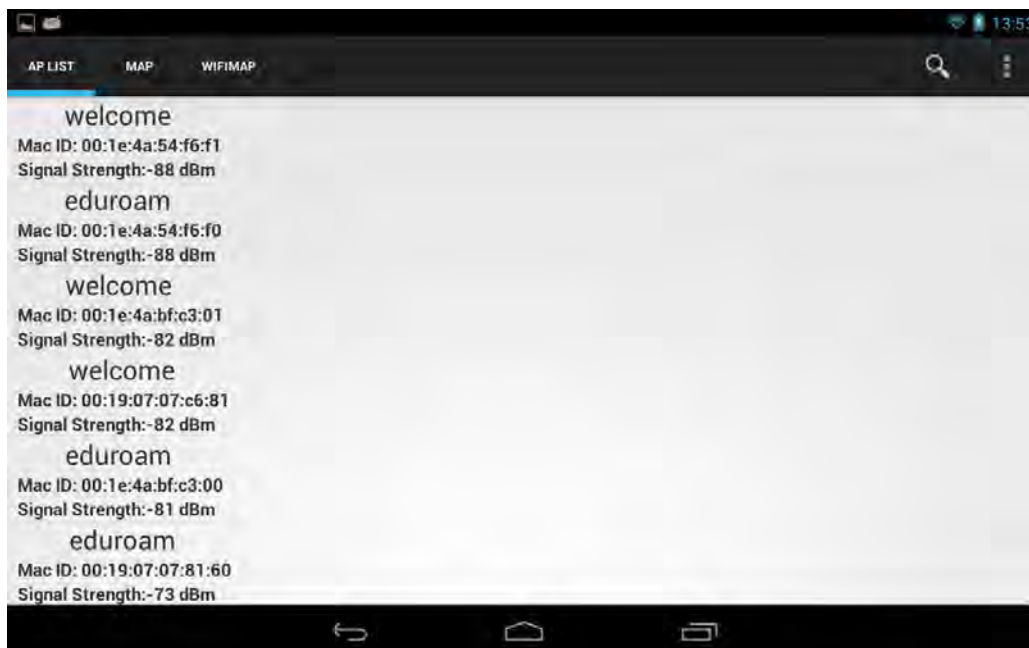 13:53
AP LIST MAP WIFIMAP
welcome
Mac ID: 00:1e:4a:54:f6:f1
Signal Strength:-88 dBm
eduroam
Mac ID: 00:1e:4a:54:f6:f0
Signal Strength:-88 dBm
welcome
Mac ID: 00:1e:4a:bf:c3:01
Signal Strength:-82 dBm
welcome
Mac ID: 00:19:07:07:c6:81
Signal Strength:-82 dBm
eduroam
Mac ID: 00:1e:4a:bf:c3:00
Signal Strength:-81 dBm
eduroam
Mac ID: 00:19:07:07:81:60
Signal Strength:-73 dBm